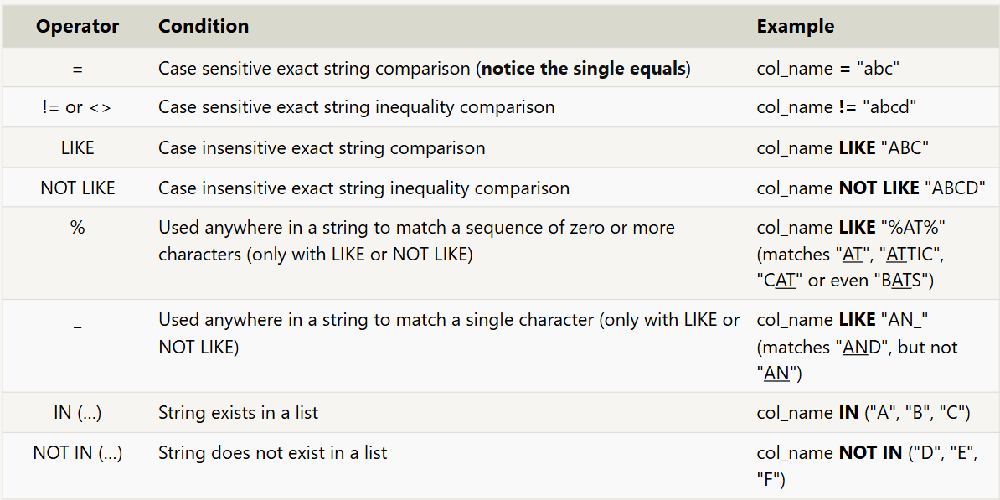 Operator Condition Example
= Case sensitive exact string comparison (notice the single equals) col_name = "abc"
!= or <> Case sensitive exact string inequality comparison col_name != "abcd"
LIKE Case insensitive exact string comparison col_name LIKE "ABC"
NOT LIKE Case insensitive exact string inequality comparison col_name NOT LIKE "ABCD"
% Used anywhere in a string to match a sequence of zero or more col_name LIKE "%AT%"
characters (only with LIKE or NOT LIKE) (matches "AT", "ATTIC",
"CAT" or even "BATS")
_ Used anywhere in a string to match a single character (only with LIKE or col_name LIKE "AN_"
NOT LIKE) (matches "AND", but not
"AN")
IN (…) String exists in a list col_name IN ("A", "B", "C")
NOT IN (…) String does not exist in a list col_name NOT IN ("D", "E",
"F")